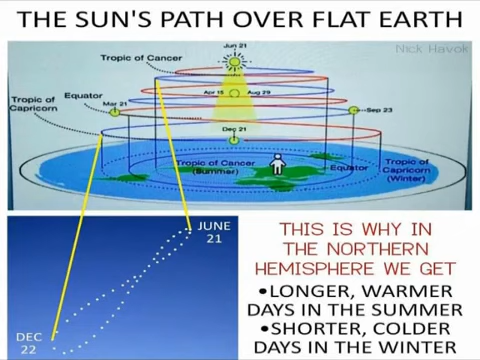 THE SUN'S PATH OVER FLAT EARTH
Nick Havok
Jun 21
Tropic of Cancer
Equator
Apr 15
Aug 29
Tropic of
Capricorn
Mar 21
Sep 23
Dec 21
Tropic of Cancer
(Summer)
Equator
Tropic of
Capricorn
(Winter)
JUNE
21
DEC
22
THIS IS WHY IN
THE NORTHERN
HEMISPHERE WE GET
•LONGER, WARMER
DAYS IN THE SUMMER
•SHORTER, COLDER
DAYS IN THE WINTER